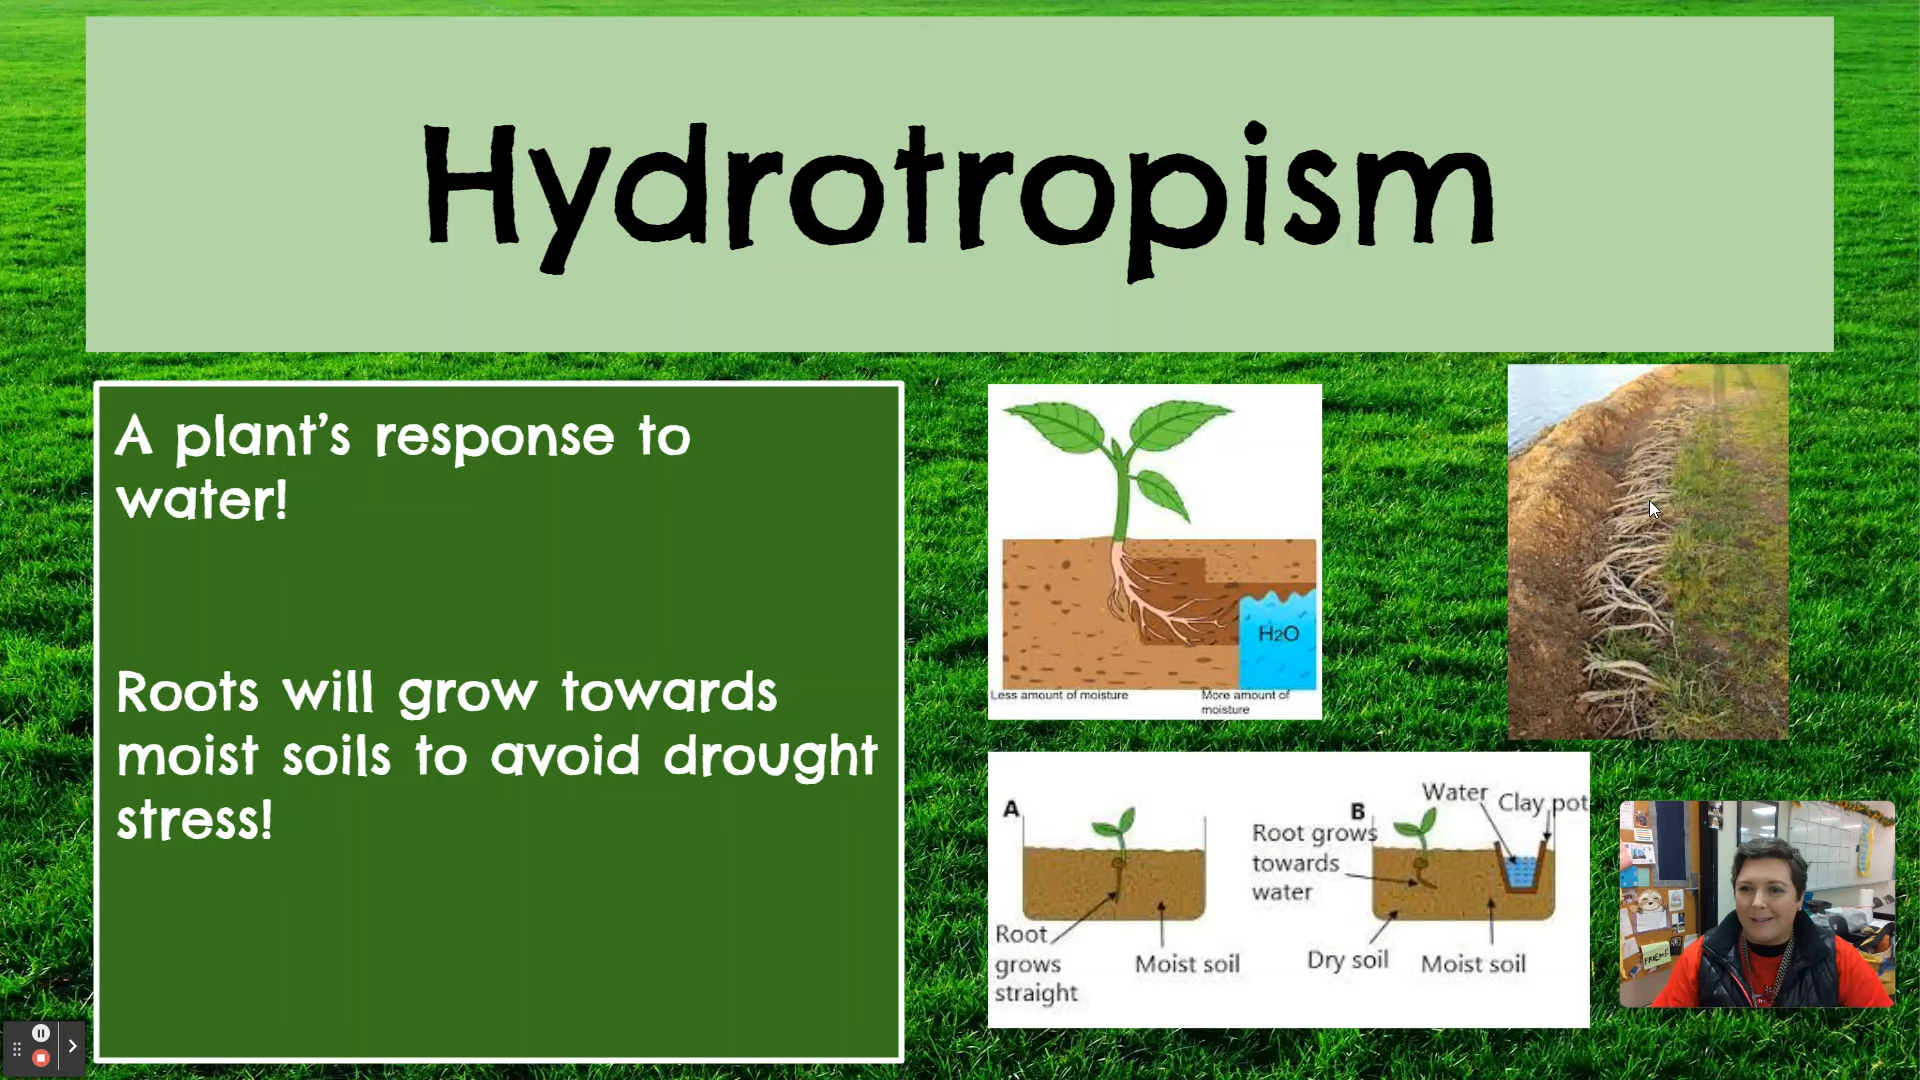 Hydrotropism
A plant's response to
water!
Roots will grow towards
moist soils to avoid drought
stress!
H2O
Less amount of moisture
More amount of
moisture
A
Root
grows
straight
Moist soil
B
Water
Clay pot
Root grows
towards
water
Dry soil
Moist soil